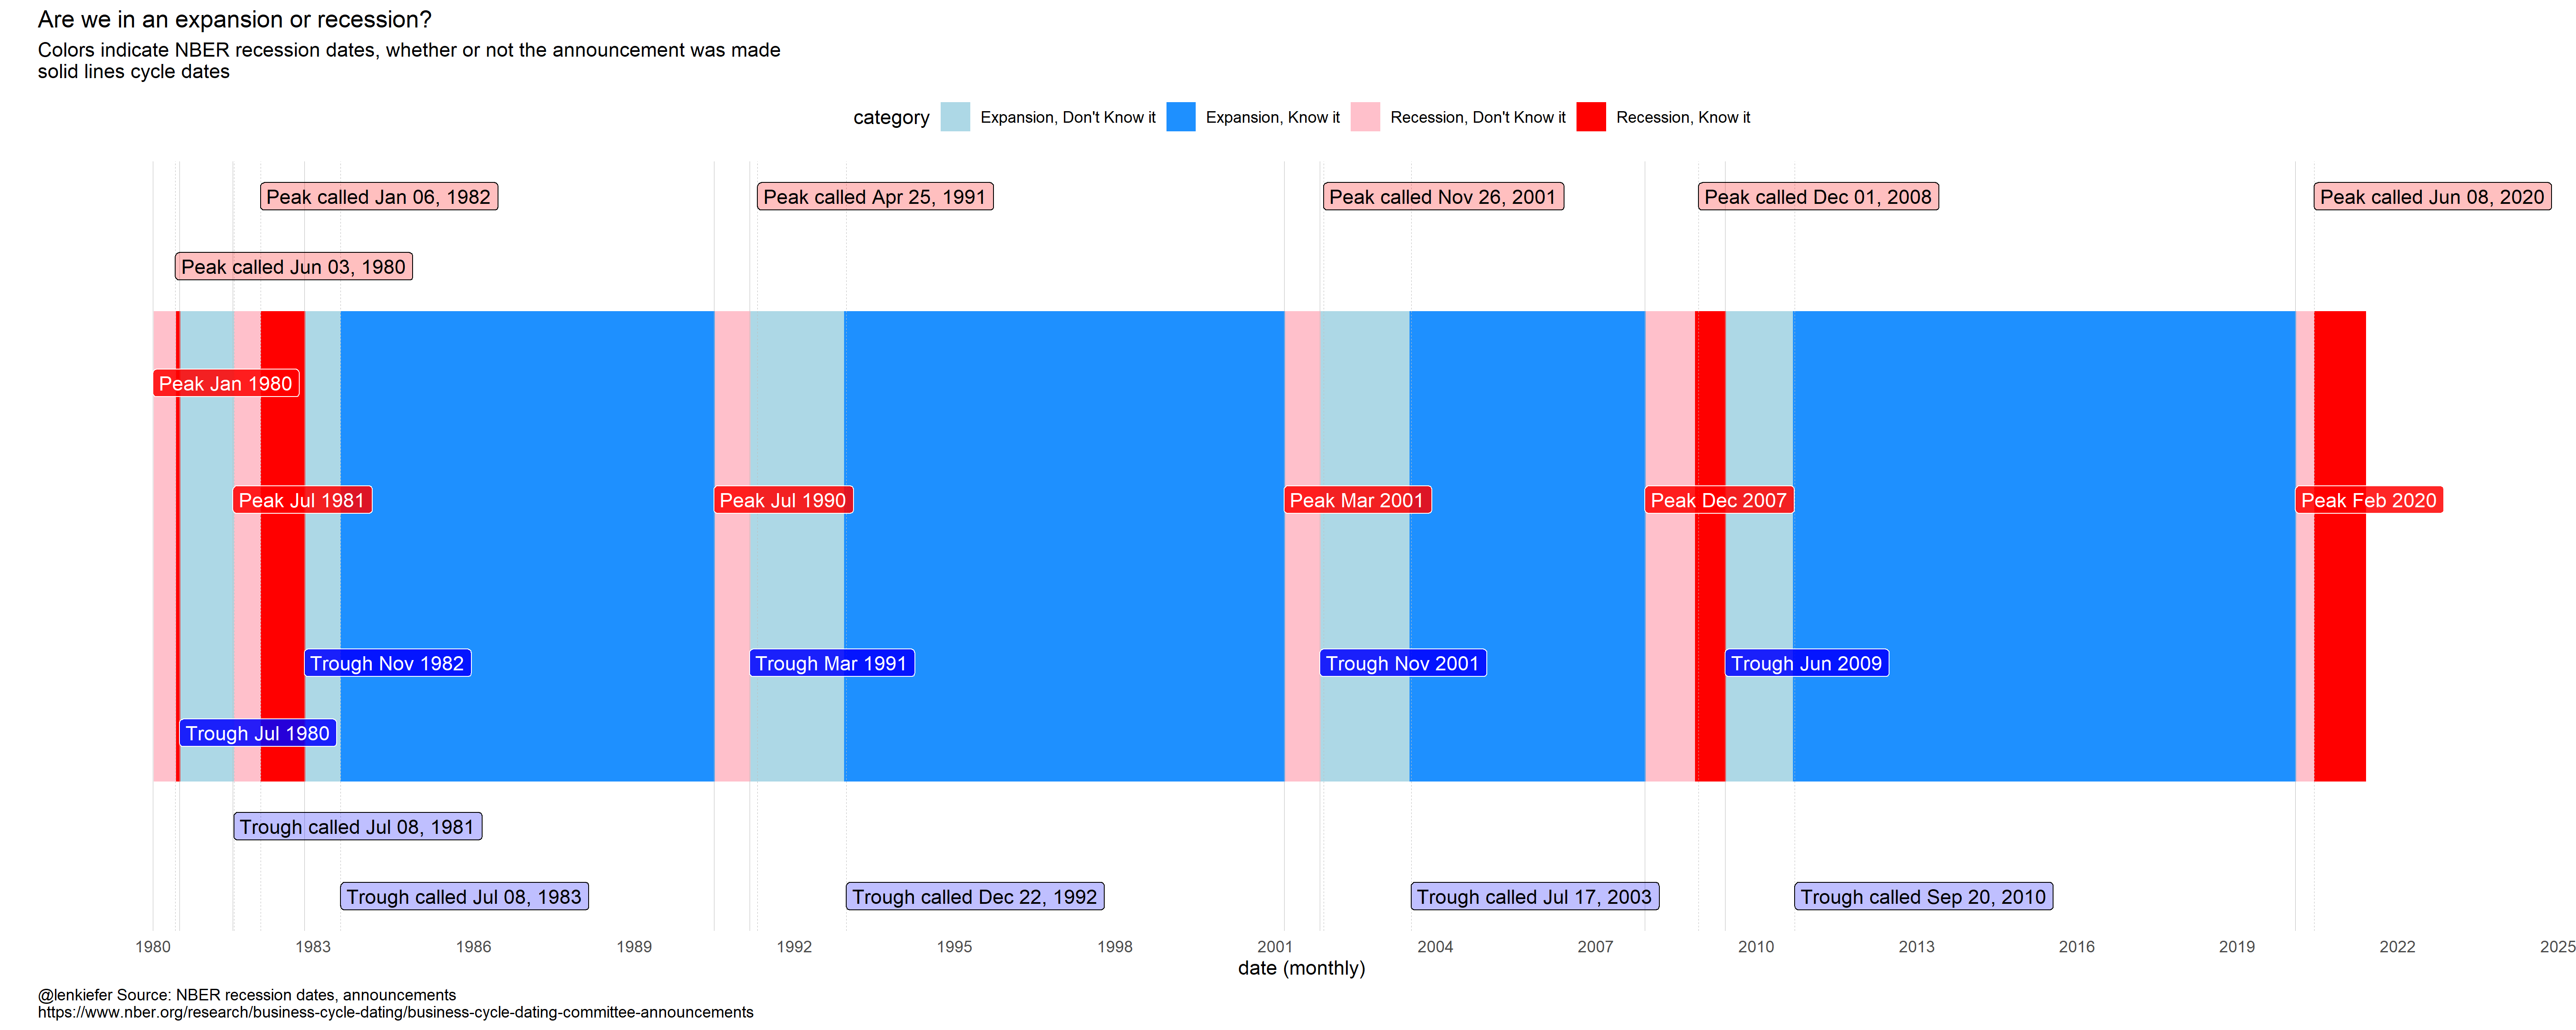 Are we in an expansion or recession?
Colors indicate NBER recession dates, whether or not the announcement was made
solid lines cycle dates
category Expansion, Don't Know it Expansion, Know it Recession, Don't Know it Recession, Know it
Peak called Jan 06, 1982 Peak called Apr 25, 1991 Peak called Nov 26, 2001 Peak called Dec 01, 2008 Peak called Jun 08, 2020
Peak called Jun 03, 1980
Peak Jan 1980
Peak Jul 1981 Peak Jul 1990 Peak Mar 2001 Peak Dec 2007 Peak Feb 2020
Trough Nov 1982 Trough Mar 1991 Trough Nov 2001 Trough Jun 2009
Trough Jul 1980
Trough called Jul 08, 1981
Trough called Jul 08, 1983 Trough called Dec 22, 1992 Trough called Jul 17, 2003 Trough called Sep 20, 2010
1980 1983 1986 1989 1992 1995 1998 2001 2004 2007 2010 2013 2016 2019 2022 2025
date (monthly)
@lenkiefer Source: NBER recession dates, announcements
https://www.nber.org/research/business-cycle-dating/business-cycle-dating-committee-announcements